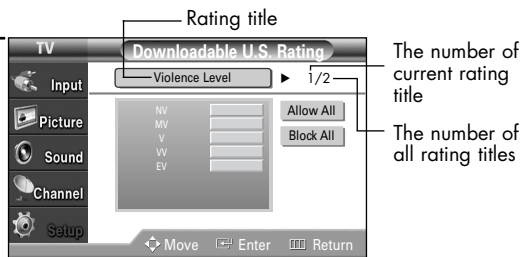 Rating title
TV
Downloadable U.S. Rating
Violence Level ► 1/2
The number of current rating title
The number of all rating titles
Input
Picture
Sound
Channel
Setup
NV
MV
V
VV
EV
Allow All
Block All
Move Enter Return